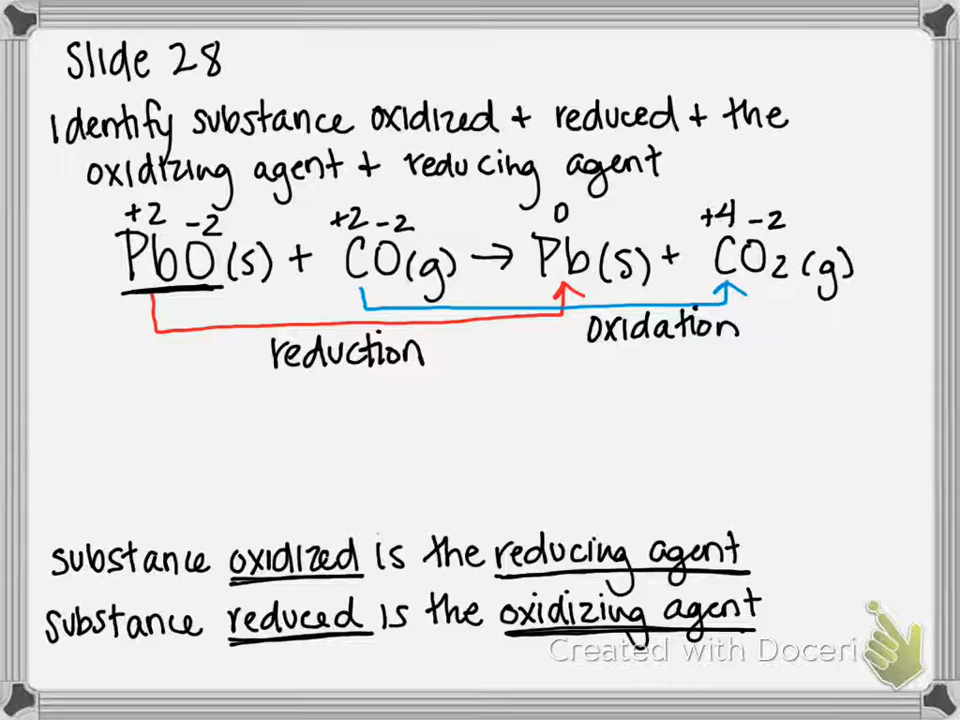 Slide 28
Identify substance oxidized + reduced + the
oxidizing agent + reducing agent
+2 -2 +2 -2 0 +4 -2
PbO(s) + CO(g) → Pb(s) + CO2(g)
oxidation
reduction
substance oxidized is the reducing agent
substance reduced is the oxidizing agent
Created with Doceri